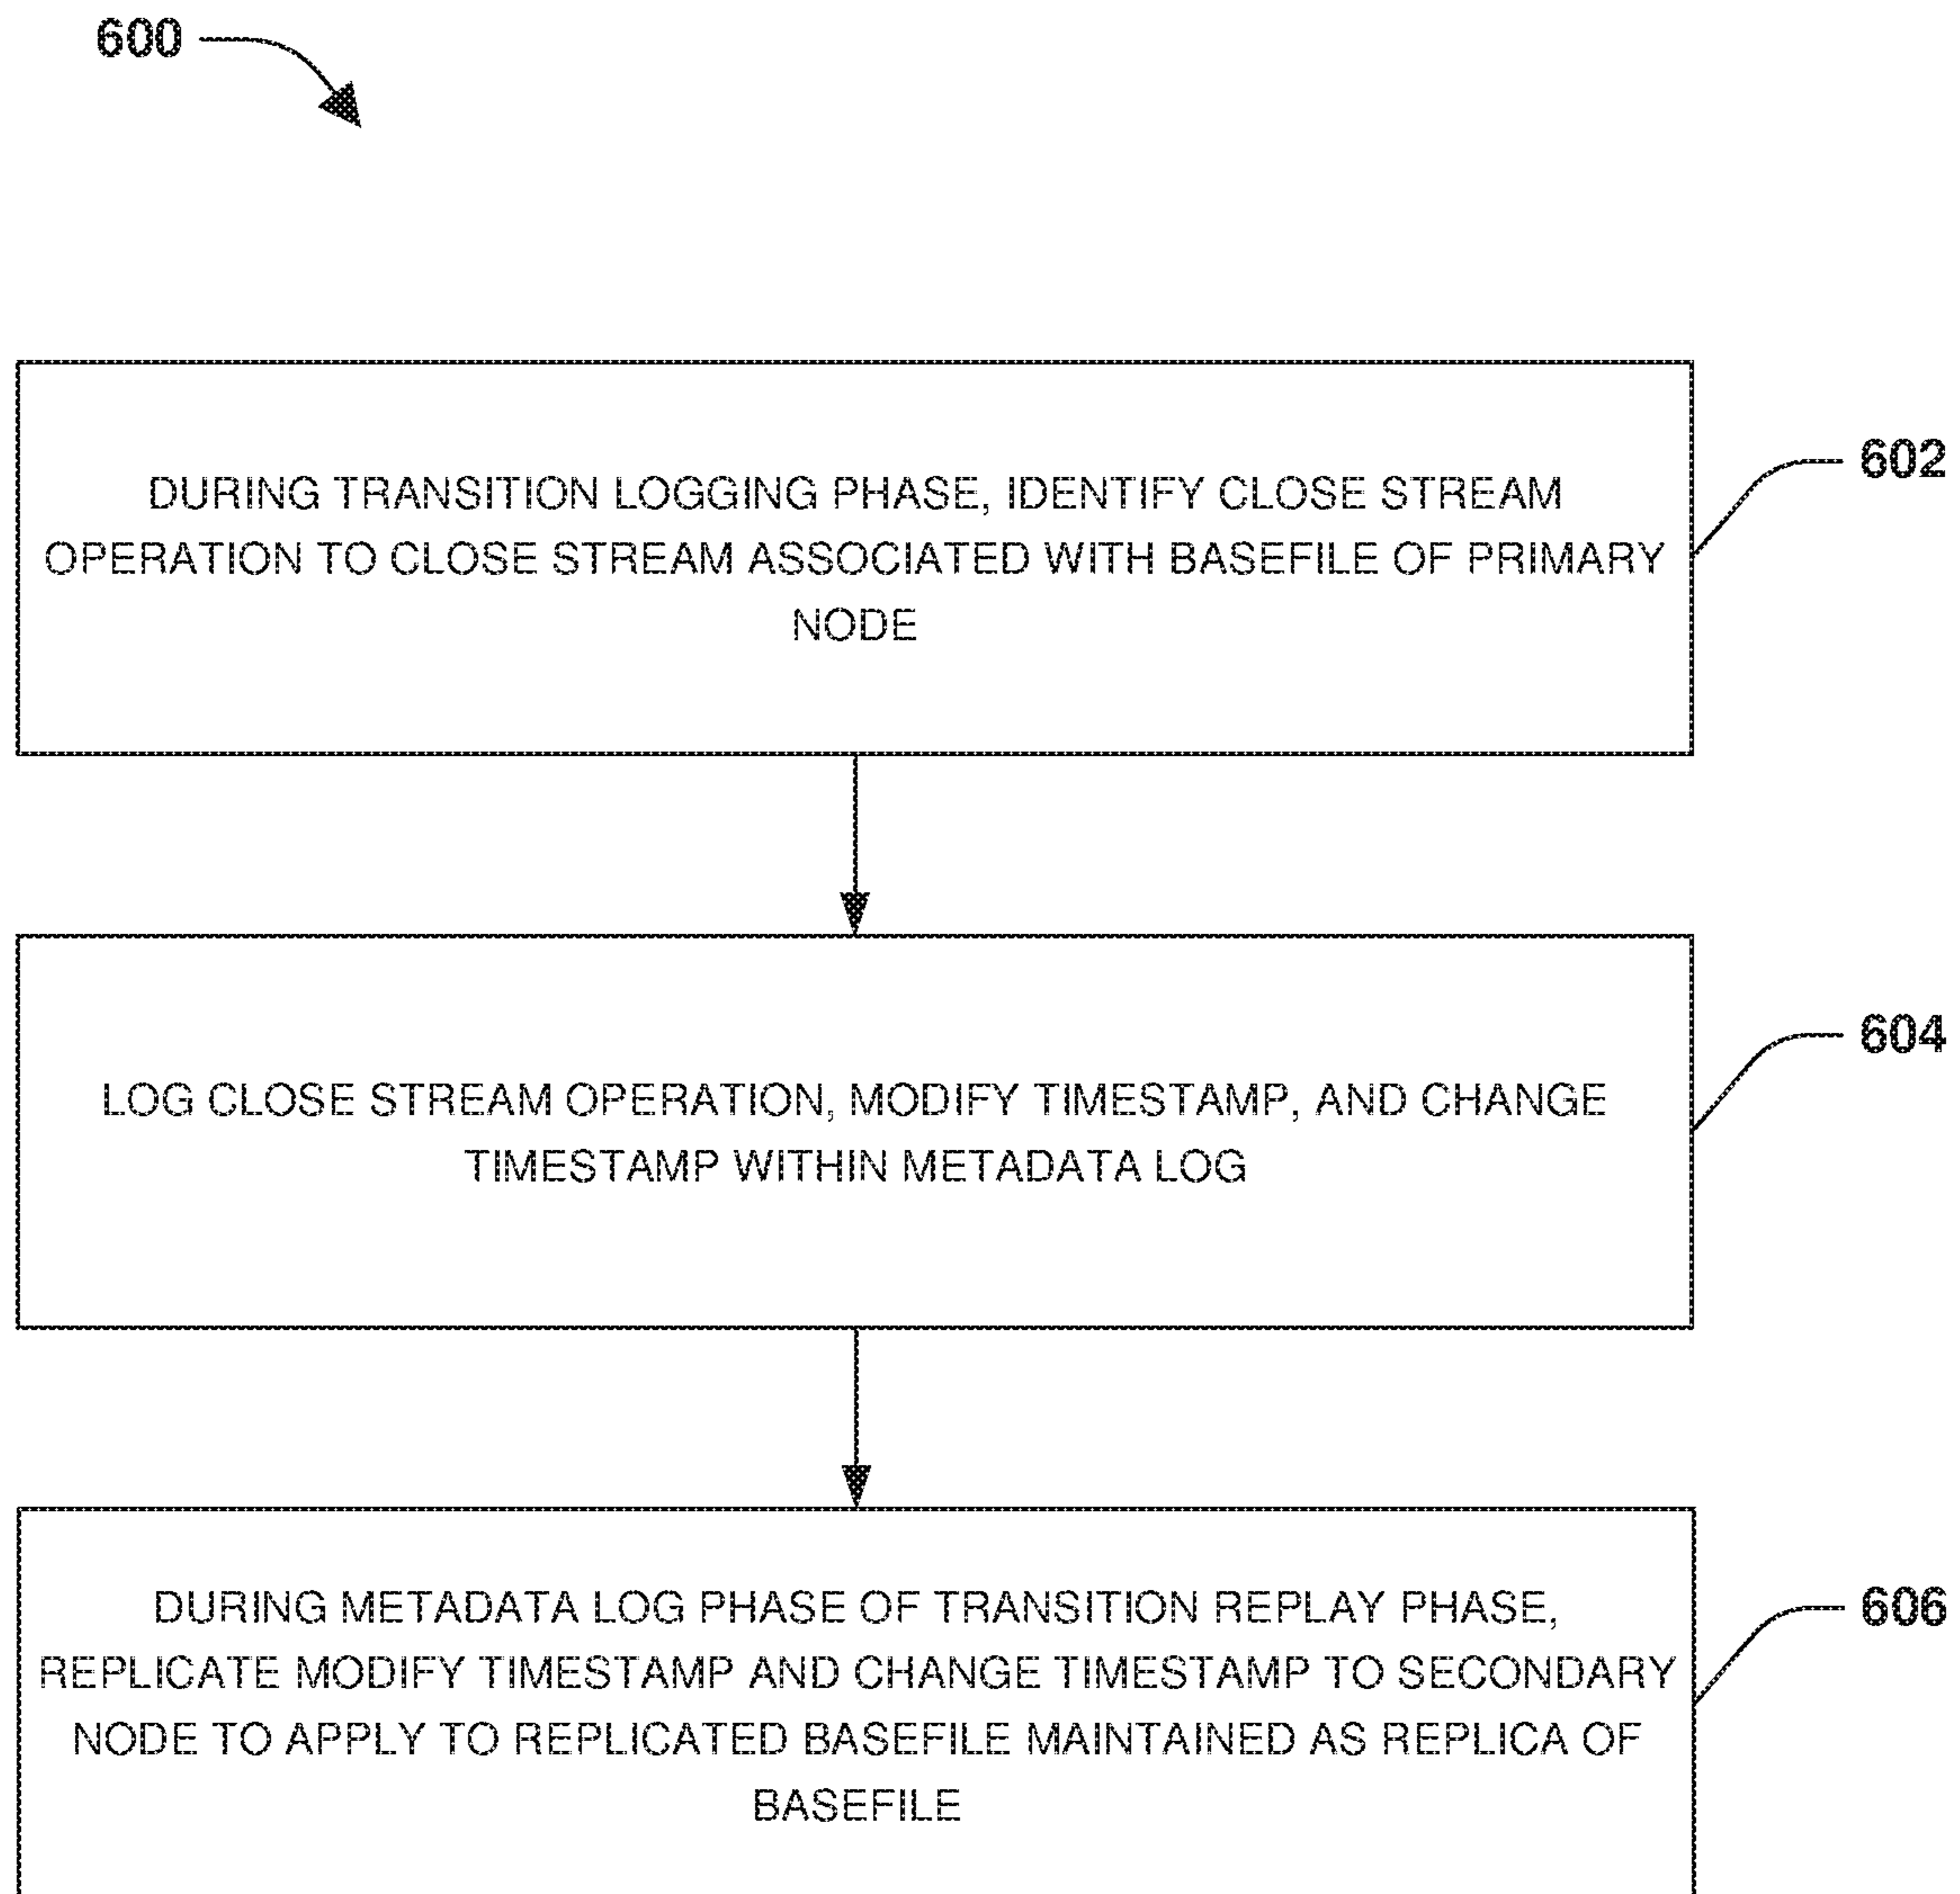 600
DURING TRANSITION LOGGING PHASE, IDENTIFY CLOSE STREAM
OPERATION TO CLOSE STREAM ASSOCIATED WITH BASEFILE OF PRIMARY
NODE
602
LOG CLOSE STREAM OPERATION, MODIFY TIMESTAMP, AND CHANGE
TIMESTAMP WITHIN METADATA LOG
604
DURING METADATA LOG PHASE OF TRANSITION REPLAY PHASE,
REPLICATE MODIFY TIMESTAMP AND CHANGE TIMESTAMP TO SECONDARY
NODE TO APPLY TO REPLICATED BASEFILE MAINTAINED AS REPLICA OF
BASEFILE
606